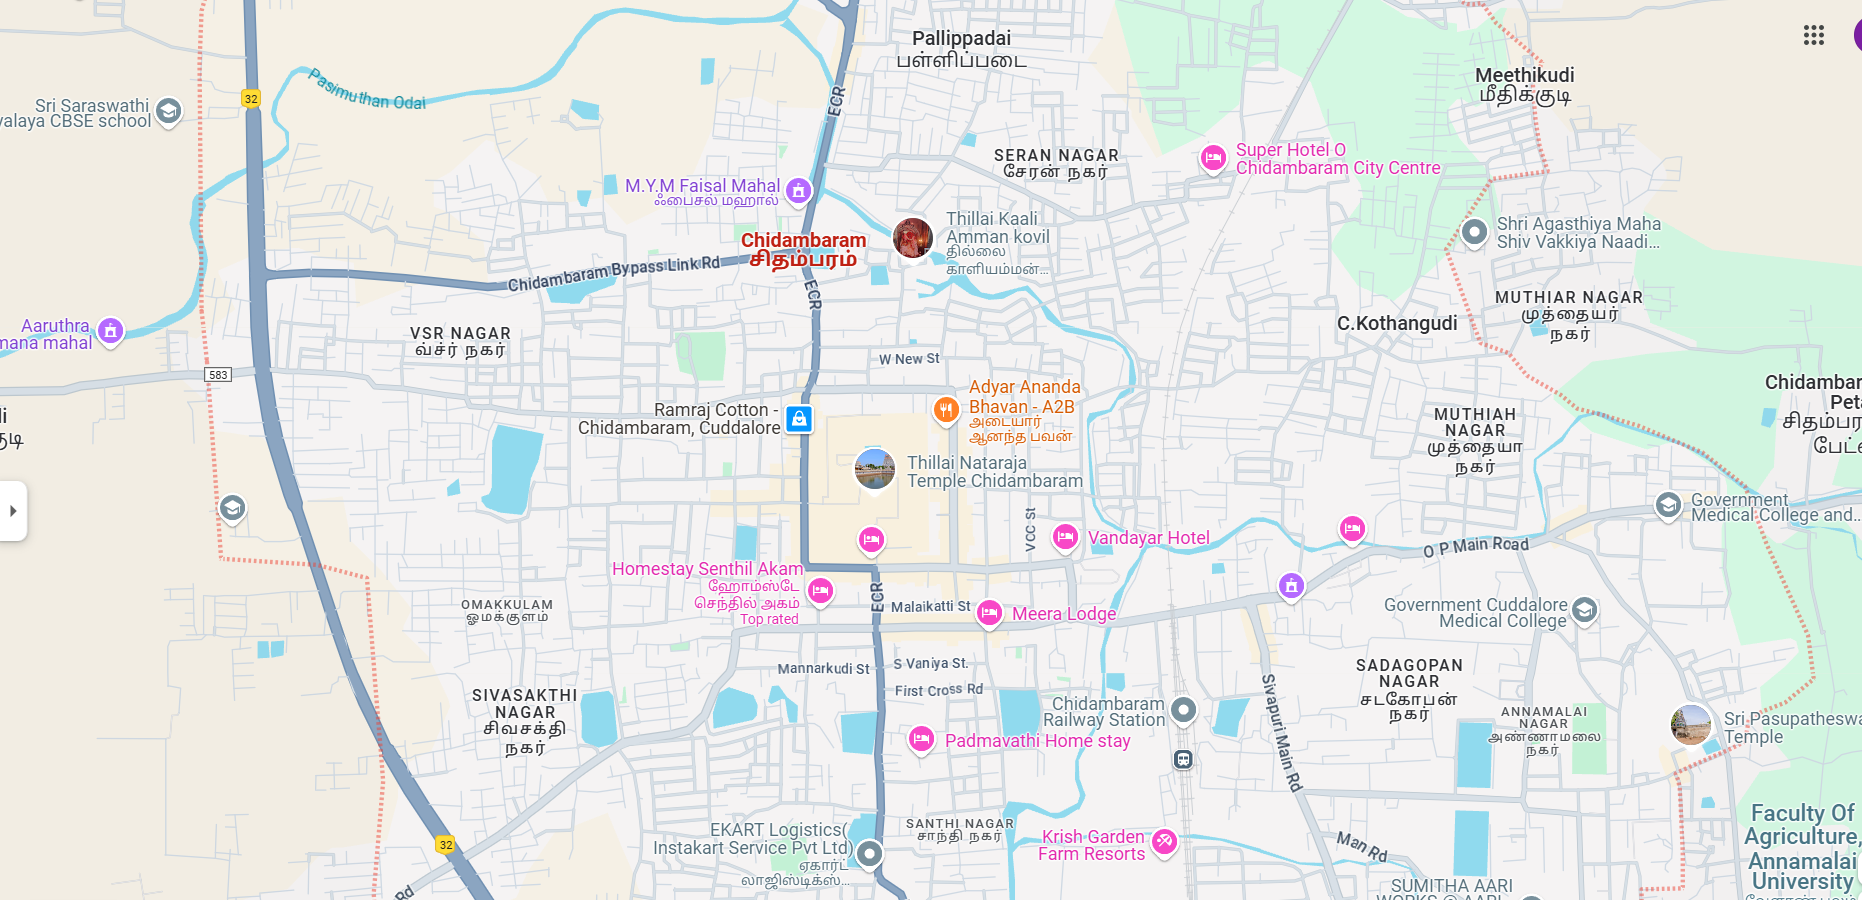 Pallippadai
பள்ளிப்படை
Meethikudi
மீதிக்குடி
Pasimuthan Odai
32
Sri Saraswathi
valaya CBSE school
ECR
SERAN NAGAR
சேரன் நகர்
Super Hotel O
Chidambaram City Centre
M.Y.M Faisal Mahal
ஃபைசல் மஹால்
Thillai Kaali
Amman kovil
தில்லை
காளியம்மன்...
Shri Agasthiya Maha
Shiv Vakkiya Naadi...
Chidambaram
சிதம்பரம்
Chidambaram Bypass Link Rd
ECR
MUTHIAR NAGAR
முத்தையர்
நகர்
Aaruthra
mana mahal
VSR NAGAR
வ்சர் நகர்
C.Kothangudi
W New St
583
Adyar Ananda
Bhavan - A2B
அடையார்
ஆனந்த பவன்
Chidambar
Peta
சிதம்பர
பேட்
Ramraj Cotton -
Chidambaram, Cuddalore
MUTHIAH
NAGAR
முத்தையா
நகர்
di
குடி
Thillai Nataraja
Temple Chidambaram
Government
Medical College and...
VCC St
Vandayar Hotel
O P Main Road
Homestay Senthil Akam
ஹோம்ஸ்டே
செந்தில் அகம்
Top rated
ECR
Malaikatti St
Meera Lodge
OMAKKULAM
ஓமக்குளம்
Government Cuddalore
Medical College
Mannarkudi St
S Vaniya St.
First Cross Rd
SADAGOPAN
NAGAR
சடகோபன்
நகர்
SIVASAKTHI
NAGAR
சிவசக்தி
நகர்
Sivapuri Main Rd
Chidambaram
Railway Station
ANNAMALAI
NAGAR
அண்ணாமலை
நகர்
Sri Pasupatheswa
Temple
Padmavathi Home stay
32
EKART Logistics(
Instakart Service Pvt Ltd)
ஏகார்ட்
லாஜிஸ்டிக்ஸ்...
SANTHI NAGAR
சாந்தி நகர்
Krish Garden
Farm Resorts
Man Rd
Faculty Of
Agriculture,
Annamalai
University
Rd
SUMITHA AARI